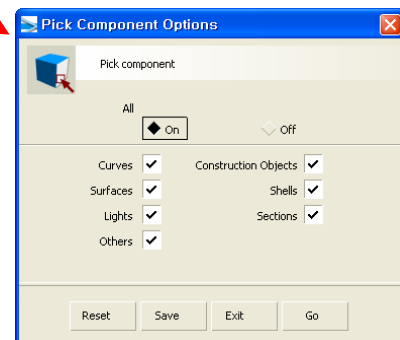 Pick Component Options
Pick component
All
On Off
Curves Construction Objects
Surfaces Shells
Lights Sections
Others
Reset Save Exit Go